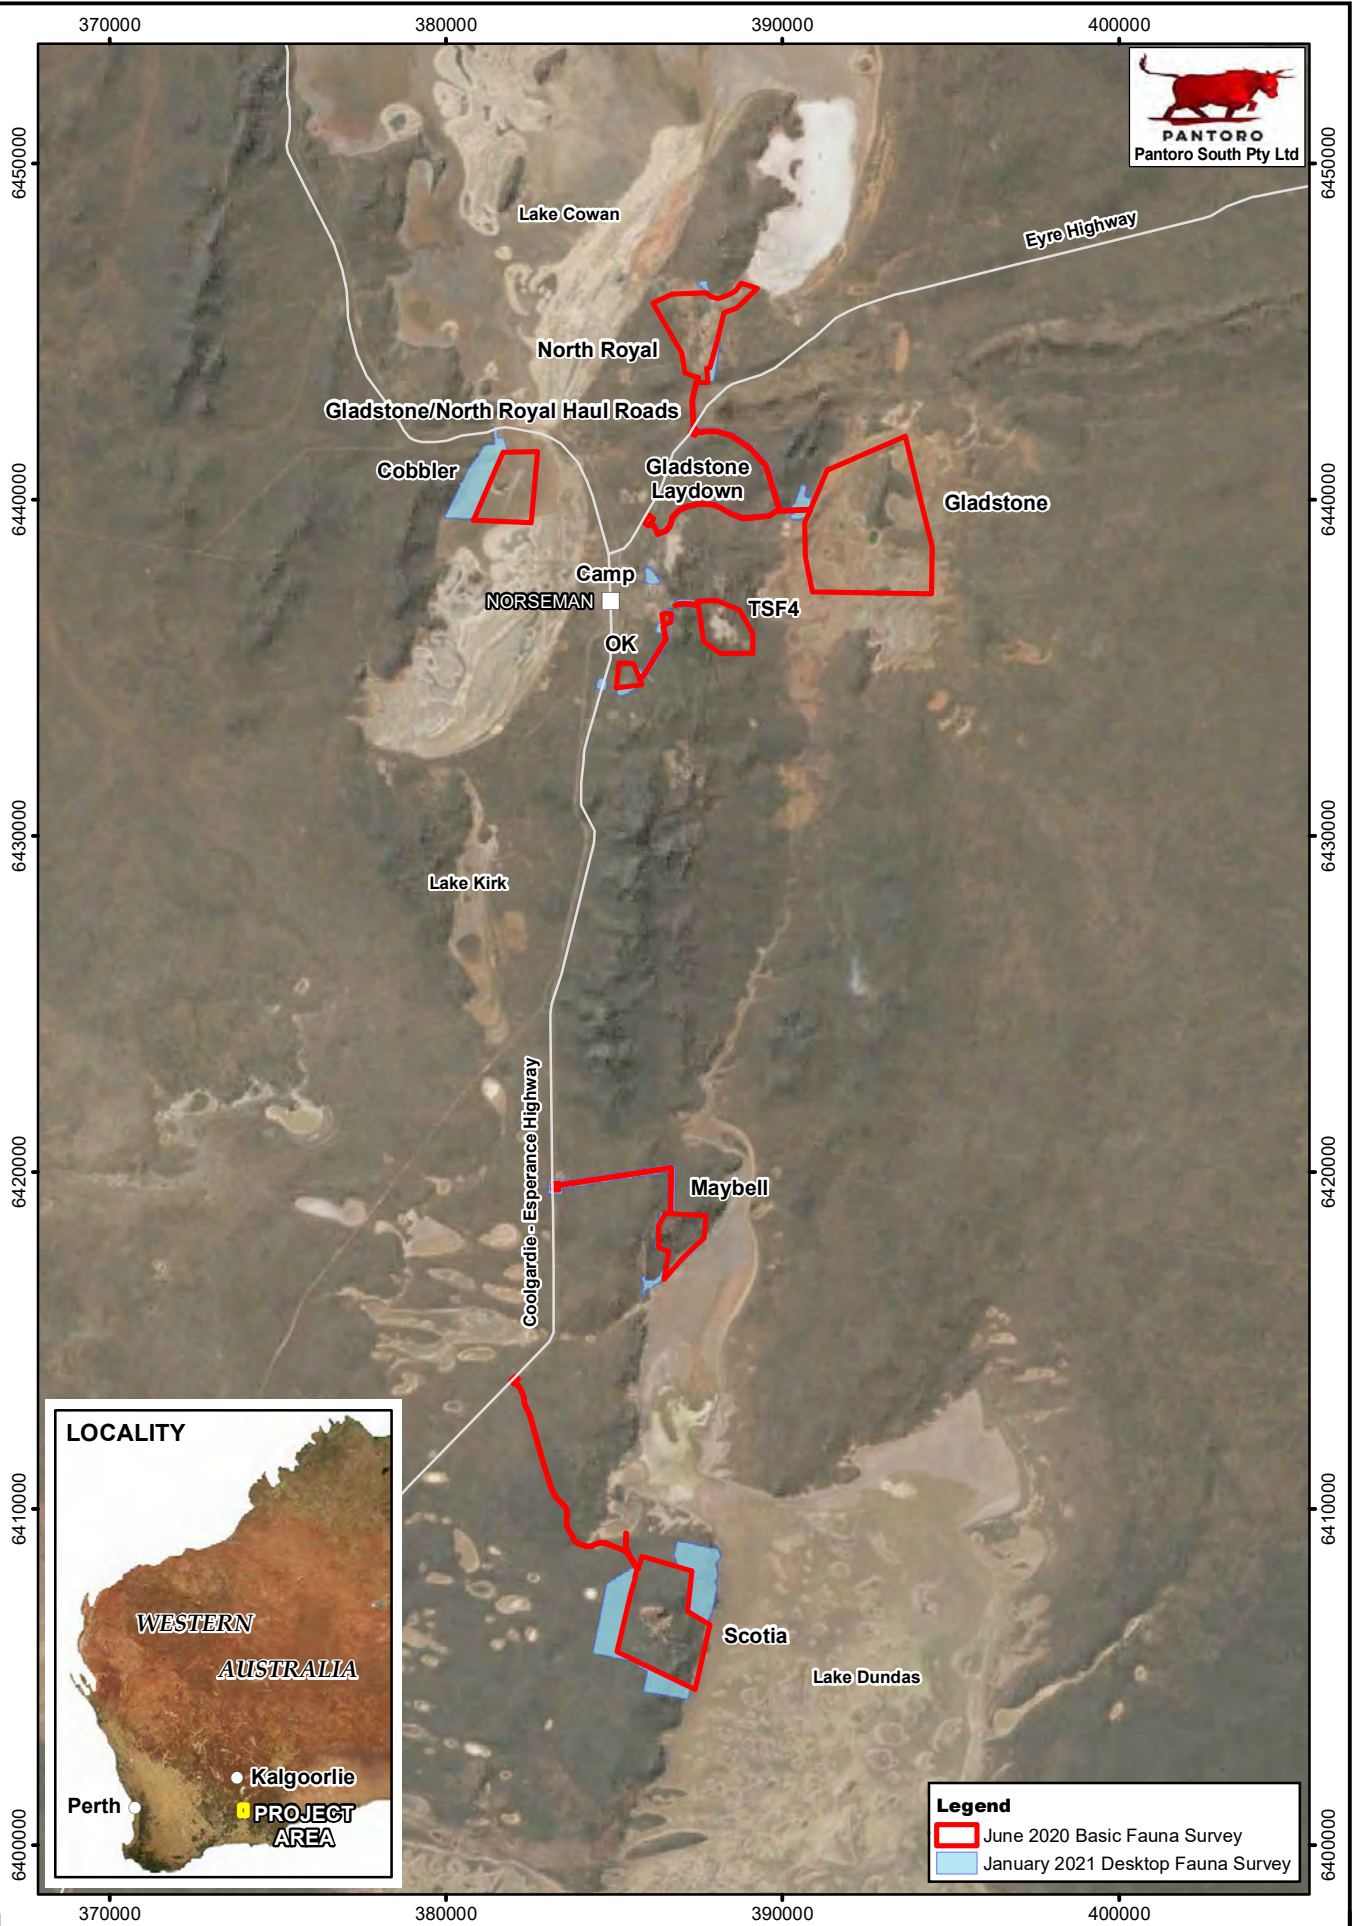 370000
380000
390000
400000
PANTORO
Pantoro South Pty Ltd
6450000
6450000
Lake Cowan
Eyre Highway
North Royal
Gladstone/North Royal Haul Roads
Cobbler
Gladstone
Laydown
Gladstone
6440000
6440000
Camp
NORSEMAN
TSF4
OK
6430000
6430000
Lake Kirk
Coolgardie - Esperance Highway
6420000
6420000
Maybell
LOCALITY
6410000
6410000
WESTERN
AUSTRALIA
Scotia
Lake Dundas
Kalgoorlie
Perth
PROJECT
AREA
Legend
June 2020 Basic Fauna Survey
January 2021 Desktop Fauna Survey
6400000
6400000
370000
380000
390000
400000